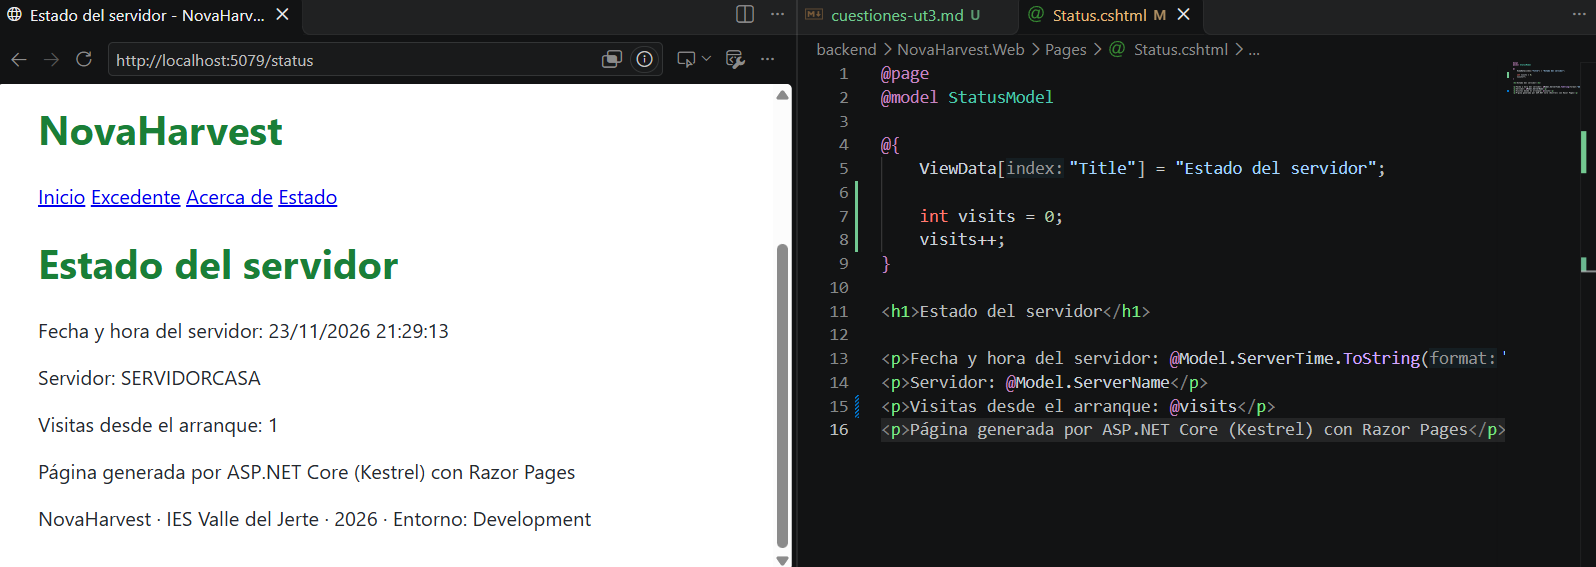 Estado del servidor - NovaHarv...
http://localhost:5079/status
NovaHarvest
Inicio Excedente Acerca de Estado
Estado del servidor
Fecha y hora del servidor: 23/11/2026 21:29:13
Servidor: SERVIDORCASA
Visitas desde el arranque: 1
Página generada por ASP.NET Core (Kestrel) con Razor Pages
NovaHarvest · IES Valle del Jerte · 2026 · Entorno: Development
cuestiones-ut3.md U
Status.cshtml M
backend > NovaHarvest.Web > Pages > Status.cshtml > ...
1 @page
2 @model StatusModel
3
4 @{
5 ViewData[index: "Title"] = "Estado del servidor";
6
7 int visits = 0;
8 visits++;
9 }
10
11 <h1>Estado del servidor</h1>
12
13 <p>Fecha y hora del servidor: @Model.ServerTime.ToString(format: "
14 <p>Servidor: @Model.ServerName</p>
15 <p>Visitas desde el arranque: @visits</p>
16 <p>Página generada por ASP.NET Core (Kestrel) con Razor Pages</p>